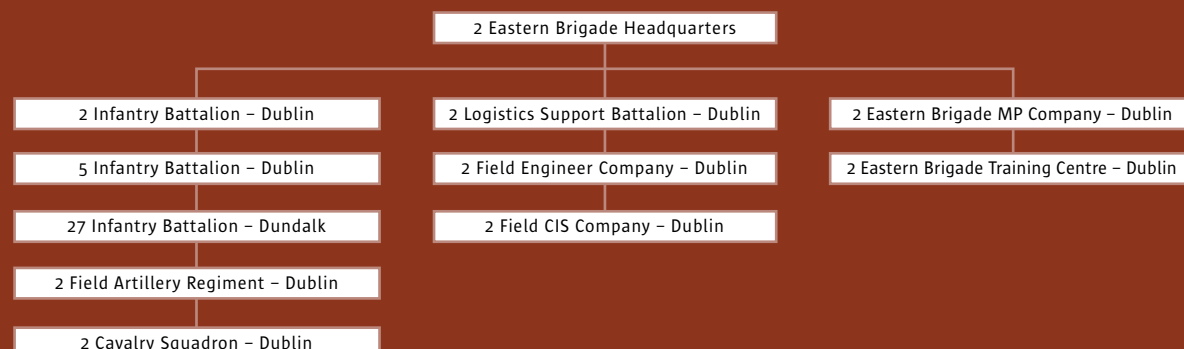 2 Eastern Brigade Headquarters
2 Infantry Battalion – Dublin
5 Infantry Battalion – Dublin
27 Infantry Battalion – Dundalk
2 Field Artillery Regiment – Dublin
2 Cavalry Squadron – Dublin
2 Logistics Support Battalion – Dublin
2 Field Engineer Company – Dublin
2 Field CIS Company – Dublin
2 Eastern Brigade MP Company – Dublin
2 Eastern Brigade Training Centre – Dublin